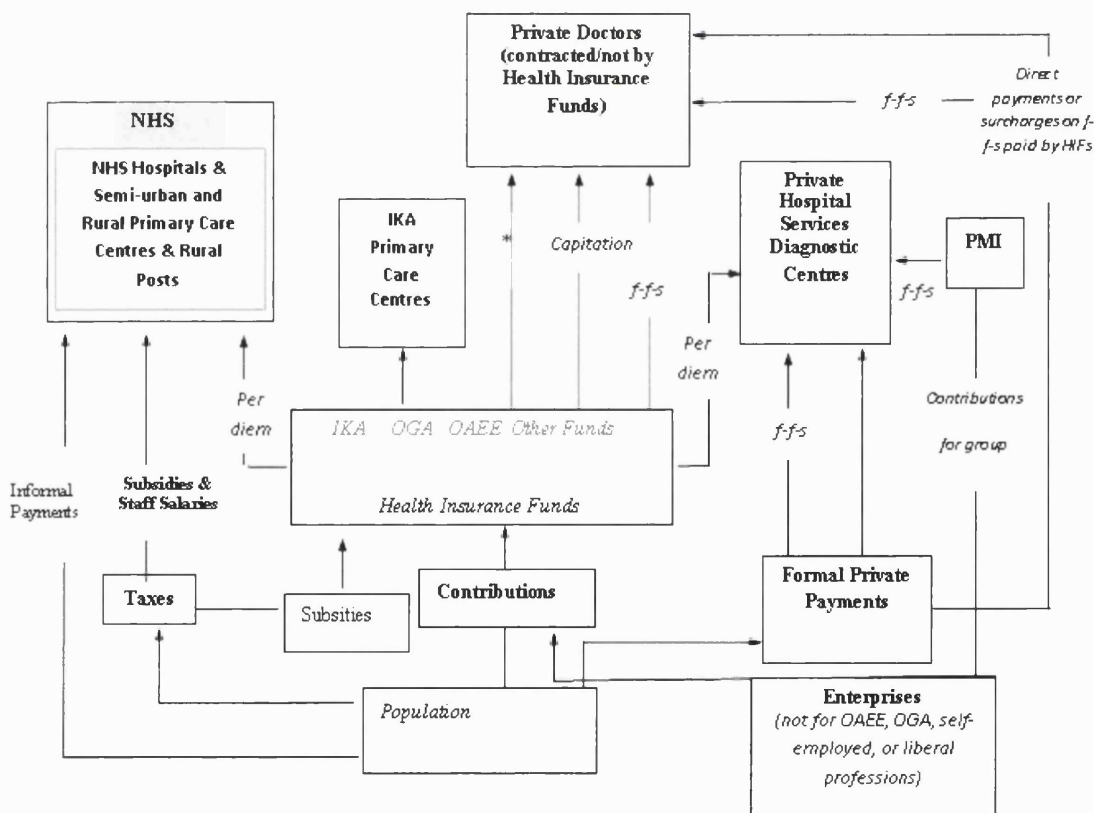 Private Doctors
(contracted/not by
Health Insurance
Funds)
Direct
payments or
surcharges on f-
f-s paid by HIFs
f-f-s
NHS
NHS Hospitals &
Semi-urban and
Rural Primary Care
Centres & Rural
Posts
IKA
Primary
Care
Centres
*
Capitation
f-f-s
Private
Hospital
Services
Diagnostic
Centres
PMI
f-f-s
Per
diem
Per
diem
Contributions
for group
f-f-s
IKA OGA OAEE Other Funds
Health Insurance Funds
Informal
Payments
Subsidies &
Staff Salaries
Taxes
Subsities
Contributions
Formal Private
Payments
Population
Enterprises
(not for OAEE, OGA, self-
employed, or liberal
professions)